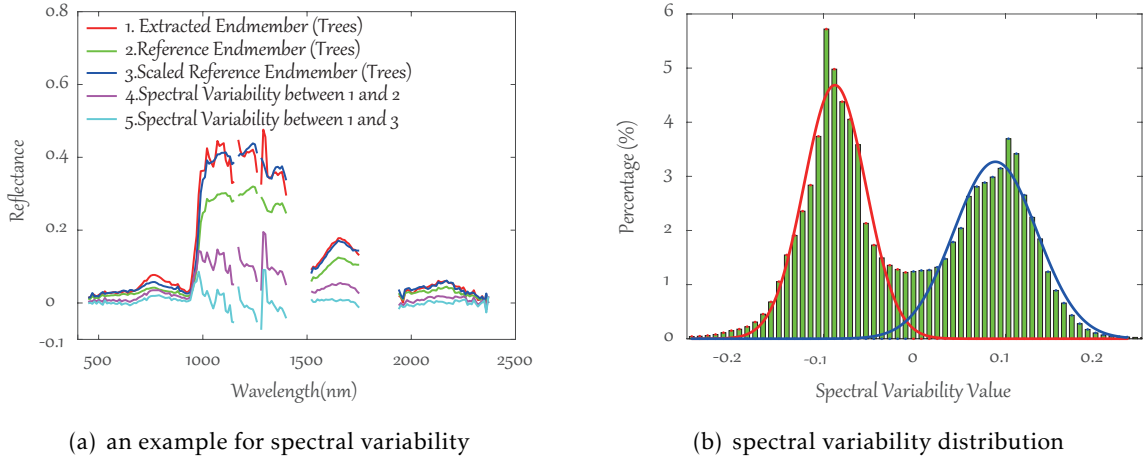 0.8
0.6
0.4
0.2
0
-0.1
Reflectance
1. Extracted Endmember (Trees)
2.Reference Endmember (Trees)
3.Scaled Reference Endmember (Trees)
4.Spectral Variability between 1 and 2
5.Spectral Variability between 1 and 3
500 1000 1500 2000 2500
Wavelength(nm)
(a) an example for spectral variability
6
5
4
3
2
1
0
Percentage (%)
-0.2 -0.1 0 0.1 0.2
Spectral Variability Value
(b) spectral variability distribution